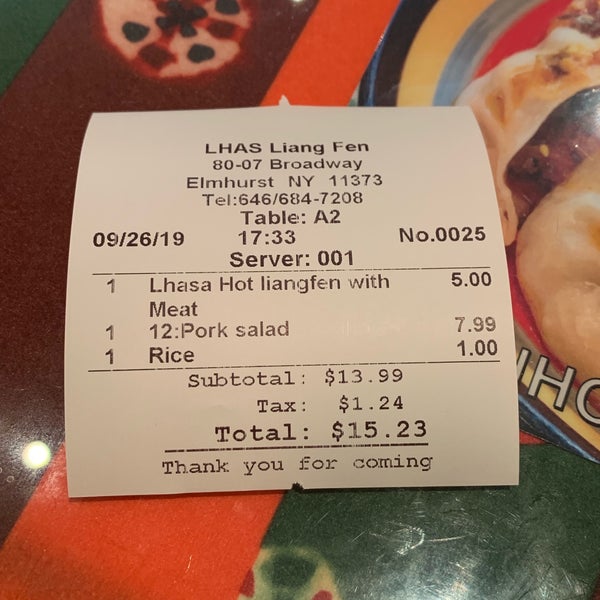 LHAS Liang Fen
80-07 Broadway
Elmhurst NY 11373
Tel:646/684-7208
Table: A2
09/26/19 17:33 No.0025
Server: 001
1 Lhasa Hot liangfen with 5.00
Meat
1 12:Pork salad 7.99
1 Rice 1.00
Subtotal: $13.99
Tax: $1.24
Total: $15.23
Thank you for coming